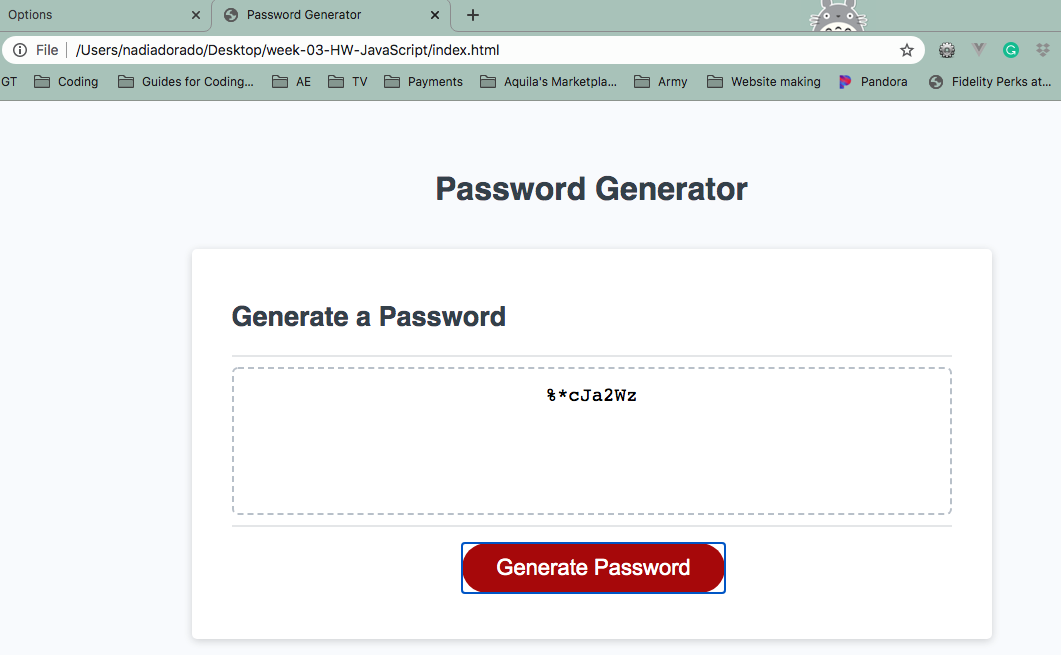 Options
Password Generator
File
/Users/nadiadorado/Desktop/week-03-HW-JavaScript/index.html
GT Coding Guides for Coding... AE TV Payments Aquila's Marketpla... Army Website making Pandora Fidelity Perks at...
Password Generator
Generate a Password
%*cJa2Wz
Generate Password